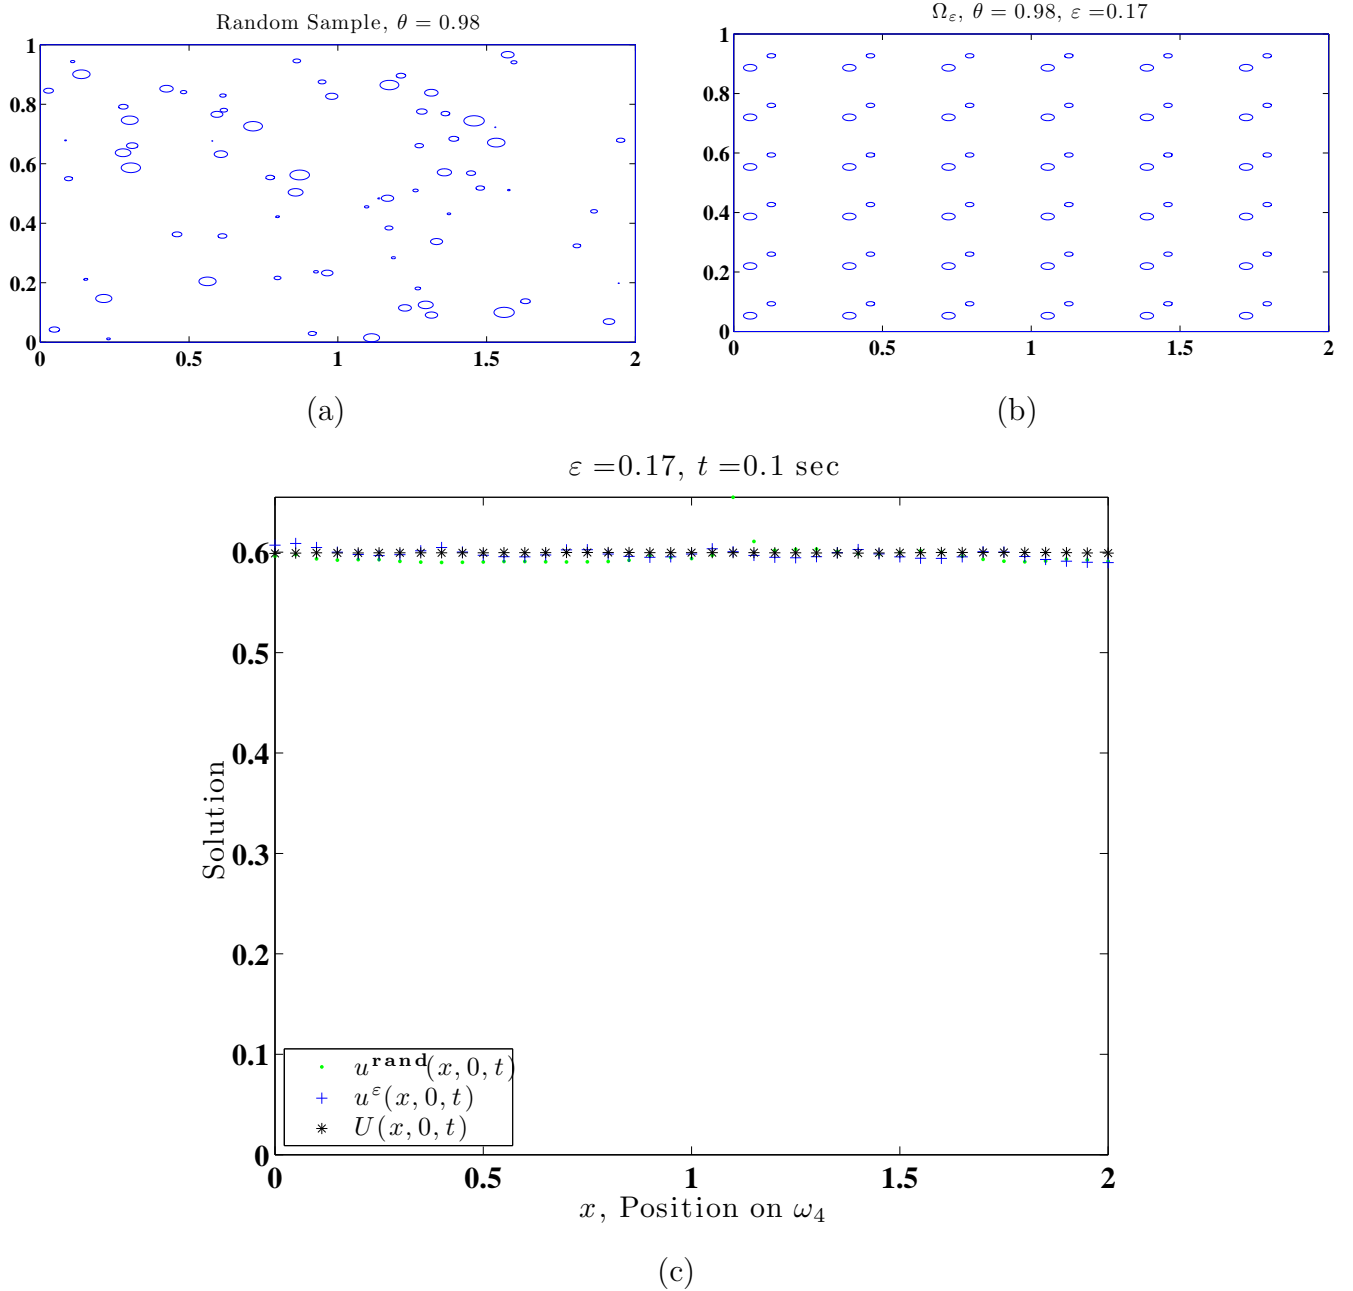 Random Sample, θ = 0.98
1
0.8
0.6
0.4
0.2
0
0 0.5 1 1.5 2
(a)
Ω_ε, θ = 0.98, ε =0.17
1
0.8
0.6
0.4
0.2
0
0 0.5 1 1.5 2
(b)
ε =0.17, t =0.1 sec
Solution
0.6
0.5
0.4
0.3
0.2
0.1
0
u^rand(x, 0, t)
u^ε(x, 0, t)
U(x, 0, t)
0 0.5 1 1.5 2
x, Position on ω_4
(c)